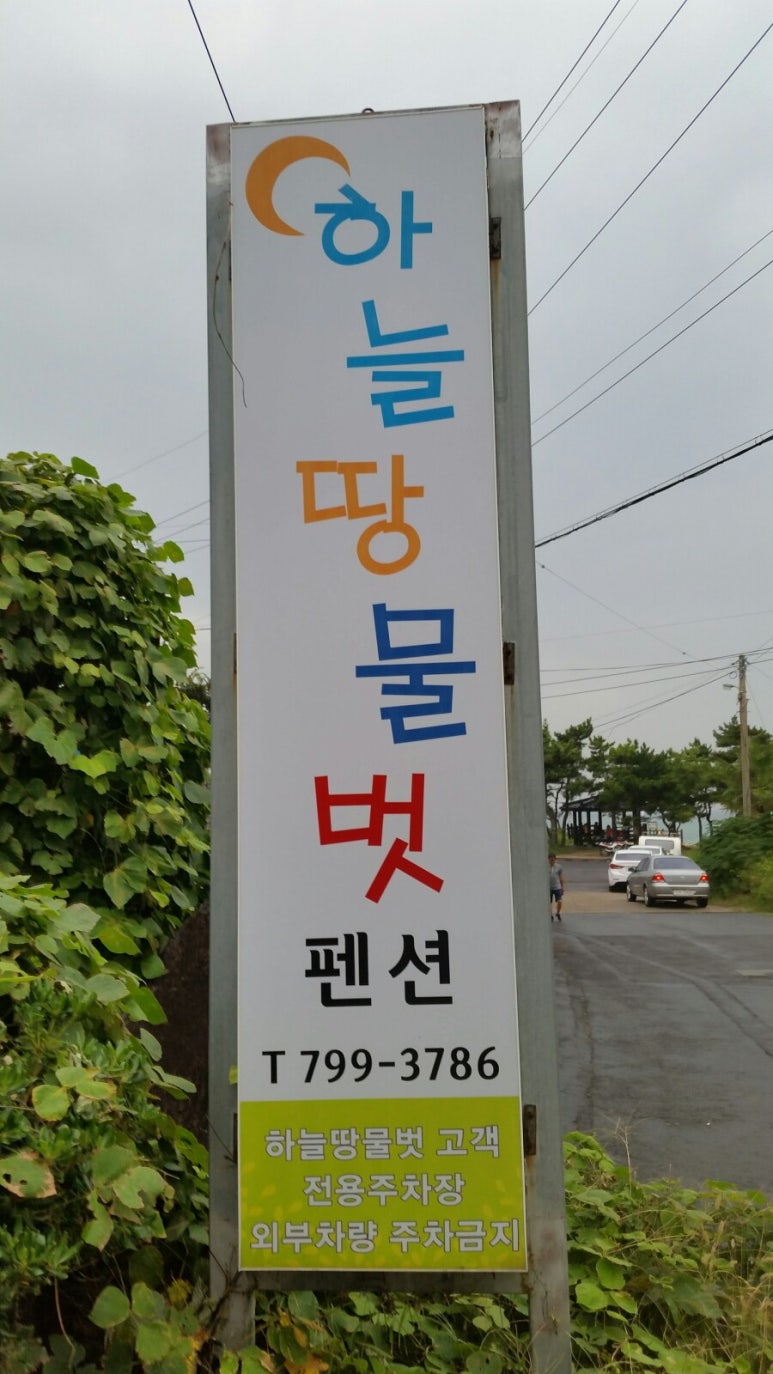 하늘땅물벗
펜션
T 799-3786
하늘땅물벗 고객
전용주차장
외부차량 주차금지